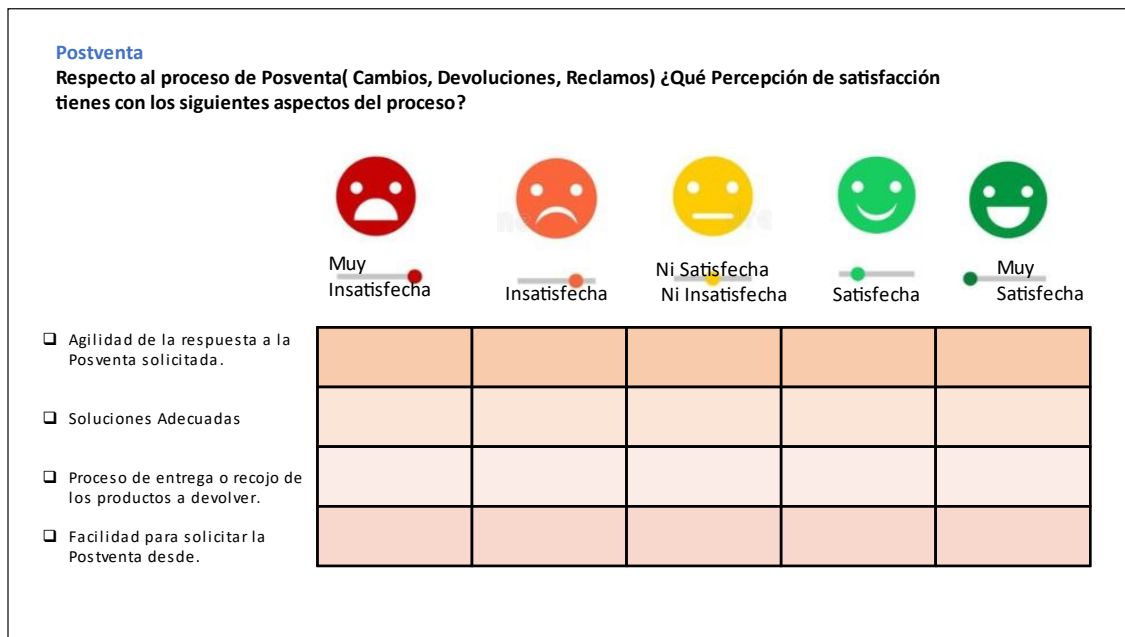 Postventa
Respecto al proceso de Posventa( Cambios, Devoluciones, Reclamos) ¿Qué Percepción de satisfacción
tienes con los siguientes aspectos del proceso?
Muy
Insatisfecha
Insatisfecha
Ni Satisfecha
Ni Insatisfecha
Satisfecha
Muy
Satisfecha
Agilidad de la respuesta a la
Posventa solicitada.
Soluciones Adecuadas
Proceso de entrega o recojo de
los productos a devolver.
Facilidad para solicitar la
Postventa desde.